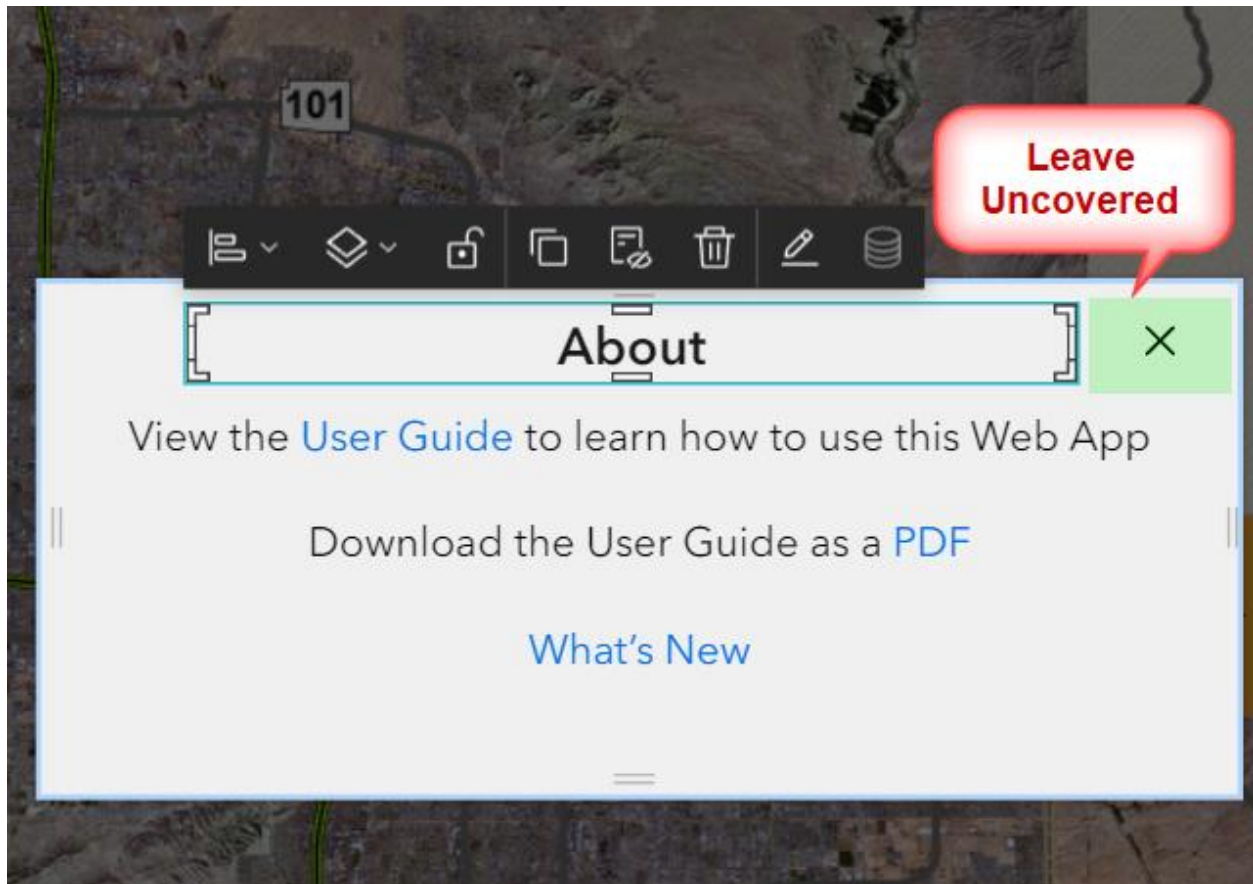 101
Leave
Uncovered
About
View the User Guide to learn how to use this Web App
Download the User Guide as a PDF
What’s New